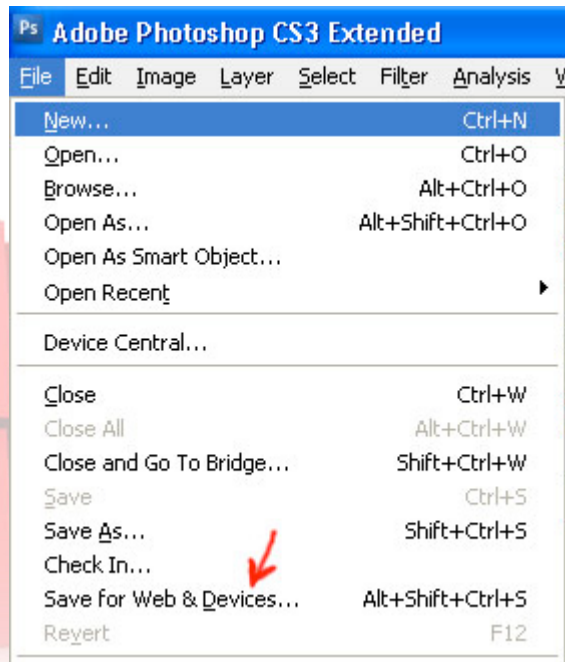 Ps Adobe Photoshop CS3 Extended
File Edit Image Layer Select Filter Analysis
New... Ctrl+N
Open... Ctrl+O
Browse... Alt+Ctrl+O
Open As... Alt+Shift+Ctrl+O
Open As Smart Object...
Open Recent
Device Central...
Close Ctrl+W
Close All Alt+Ctrl+W
Close and Go To Bridge... Shift+Ctrl+W
Save Ctrl+S
Save As... Shift+Ctrl+S
Check In...
Save for Web & Devices... Alt+Shift+Ctrl+S
Revert F12